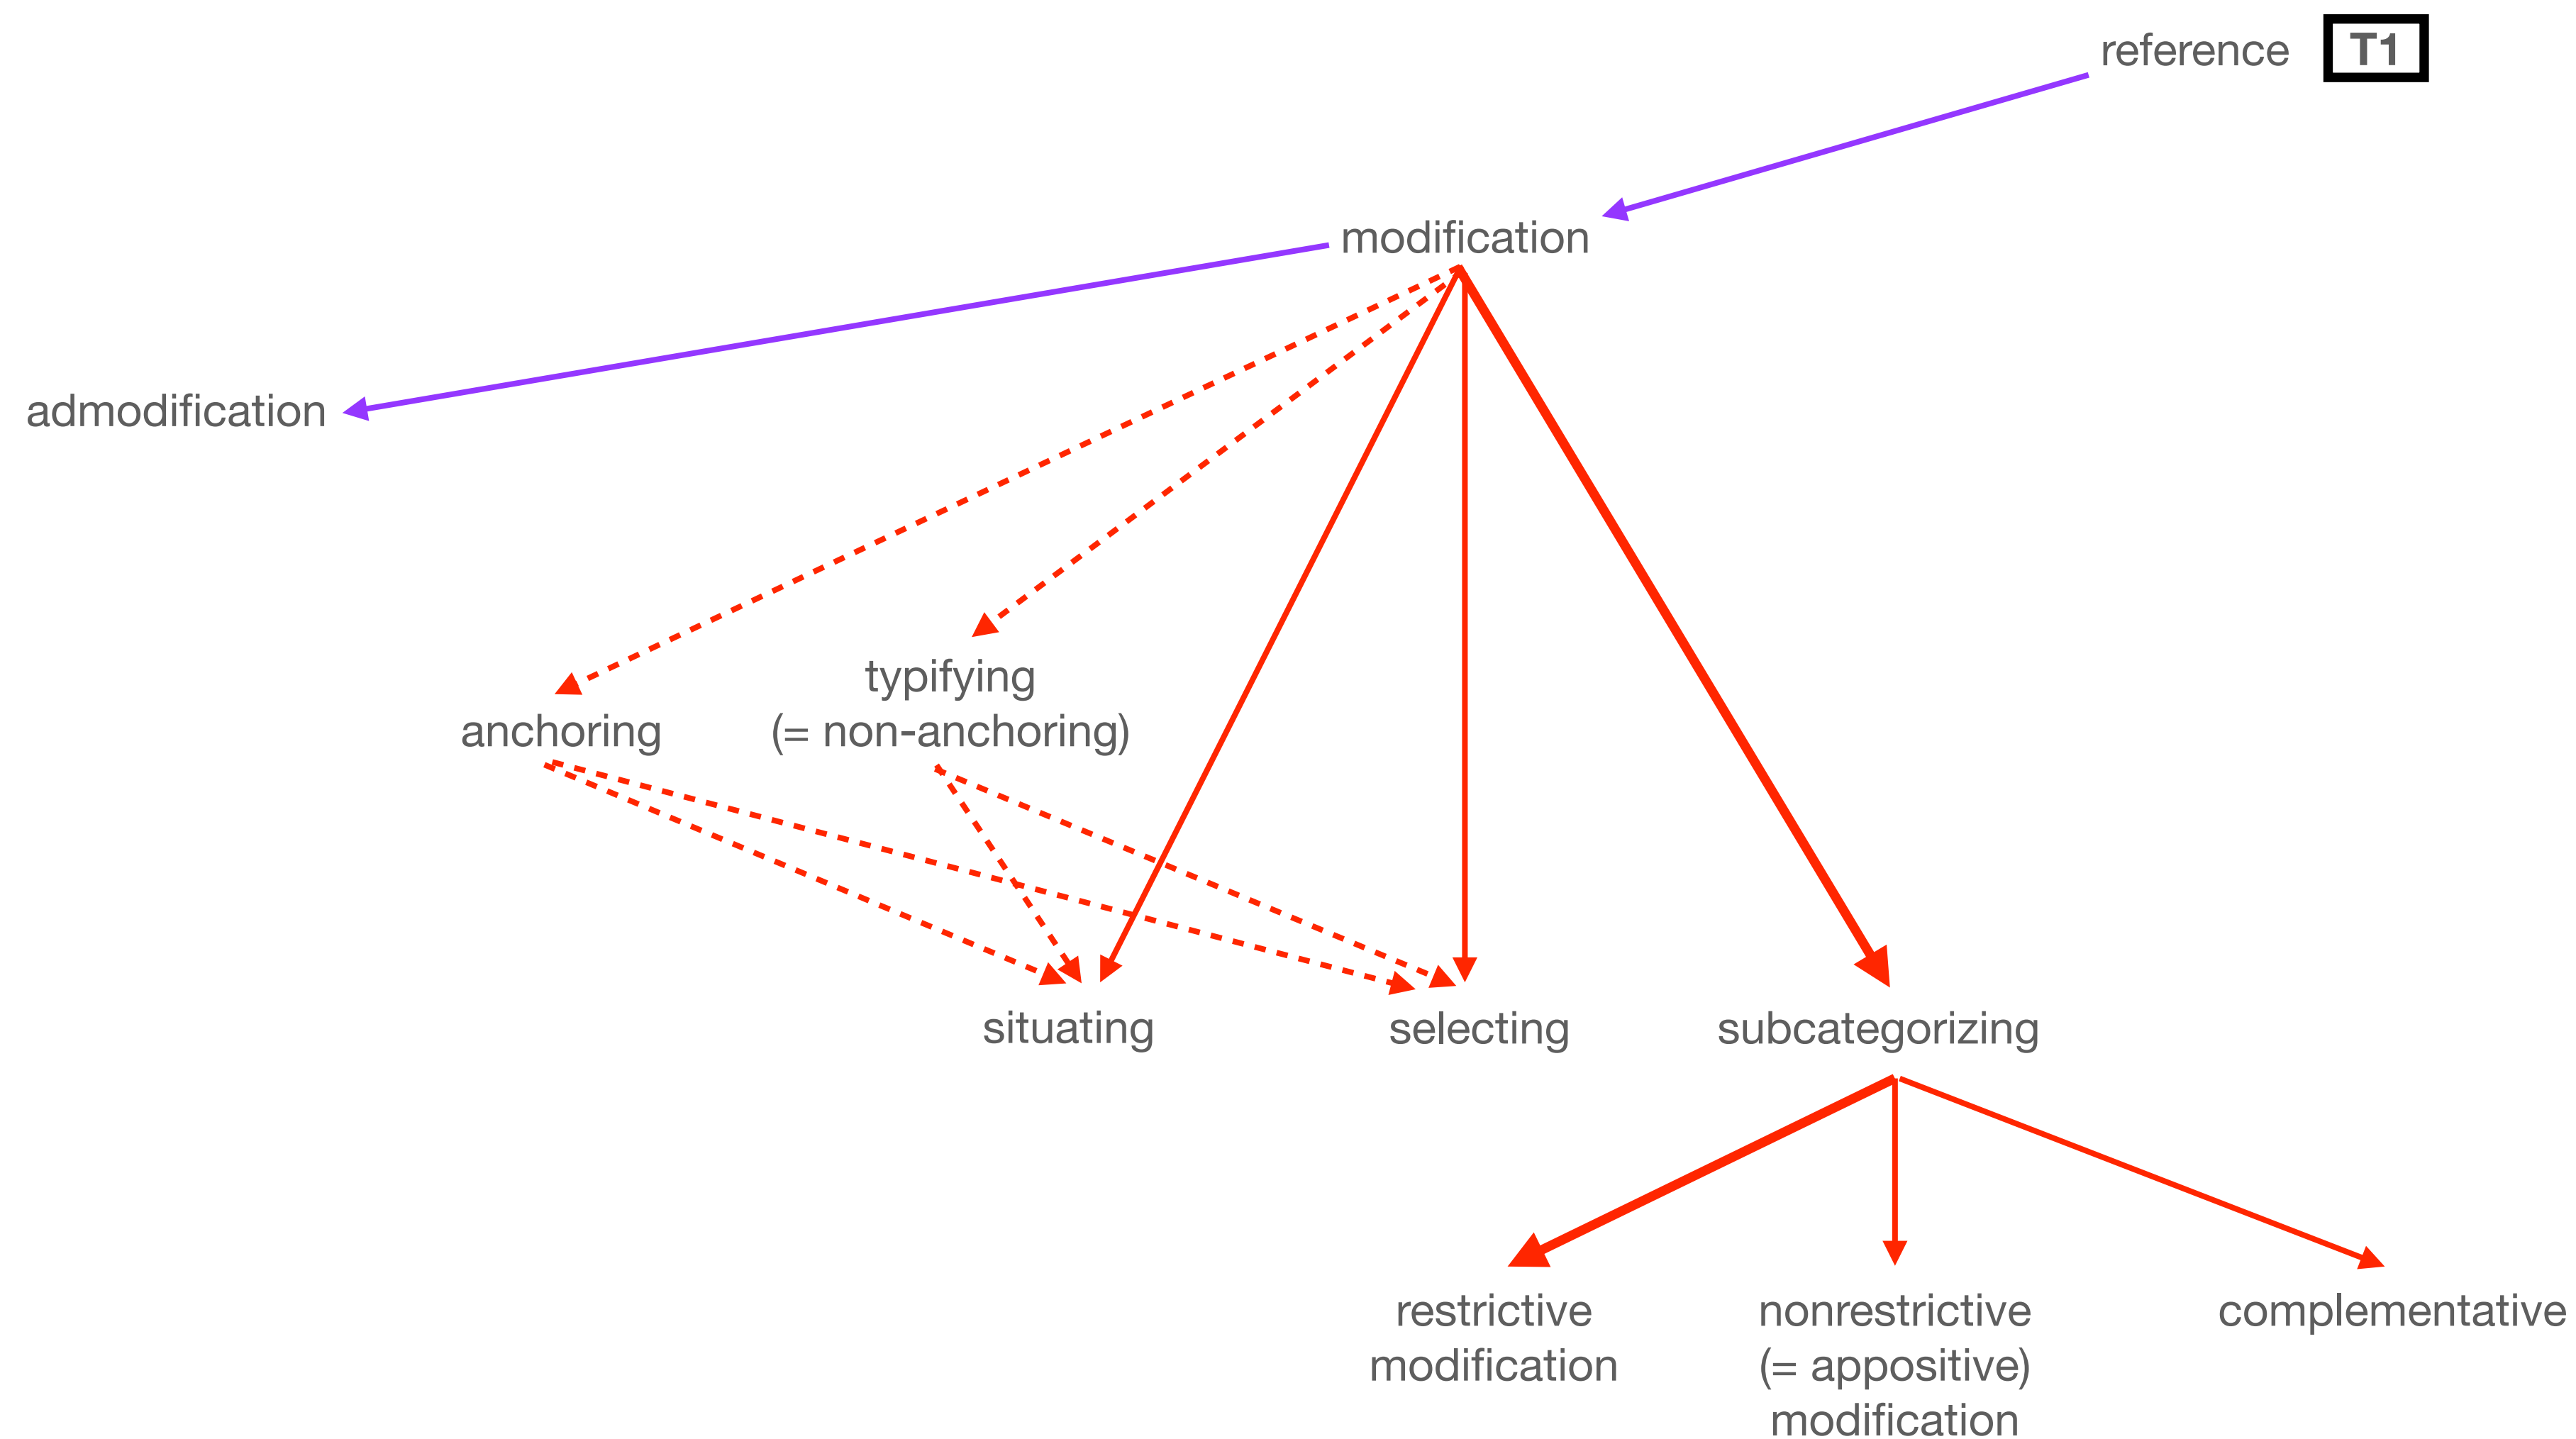 reference T1
modification
admodification
typifying
(= non-anchoring)
anchoring
situating
selecting
subcategorizing
restrictive
modification
nonrestrictive
(= appositive)
modification
complementative